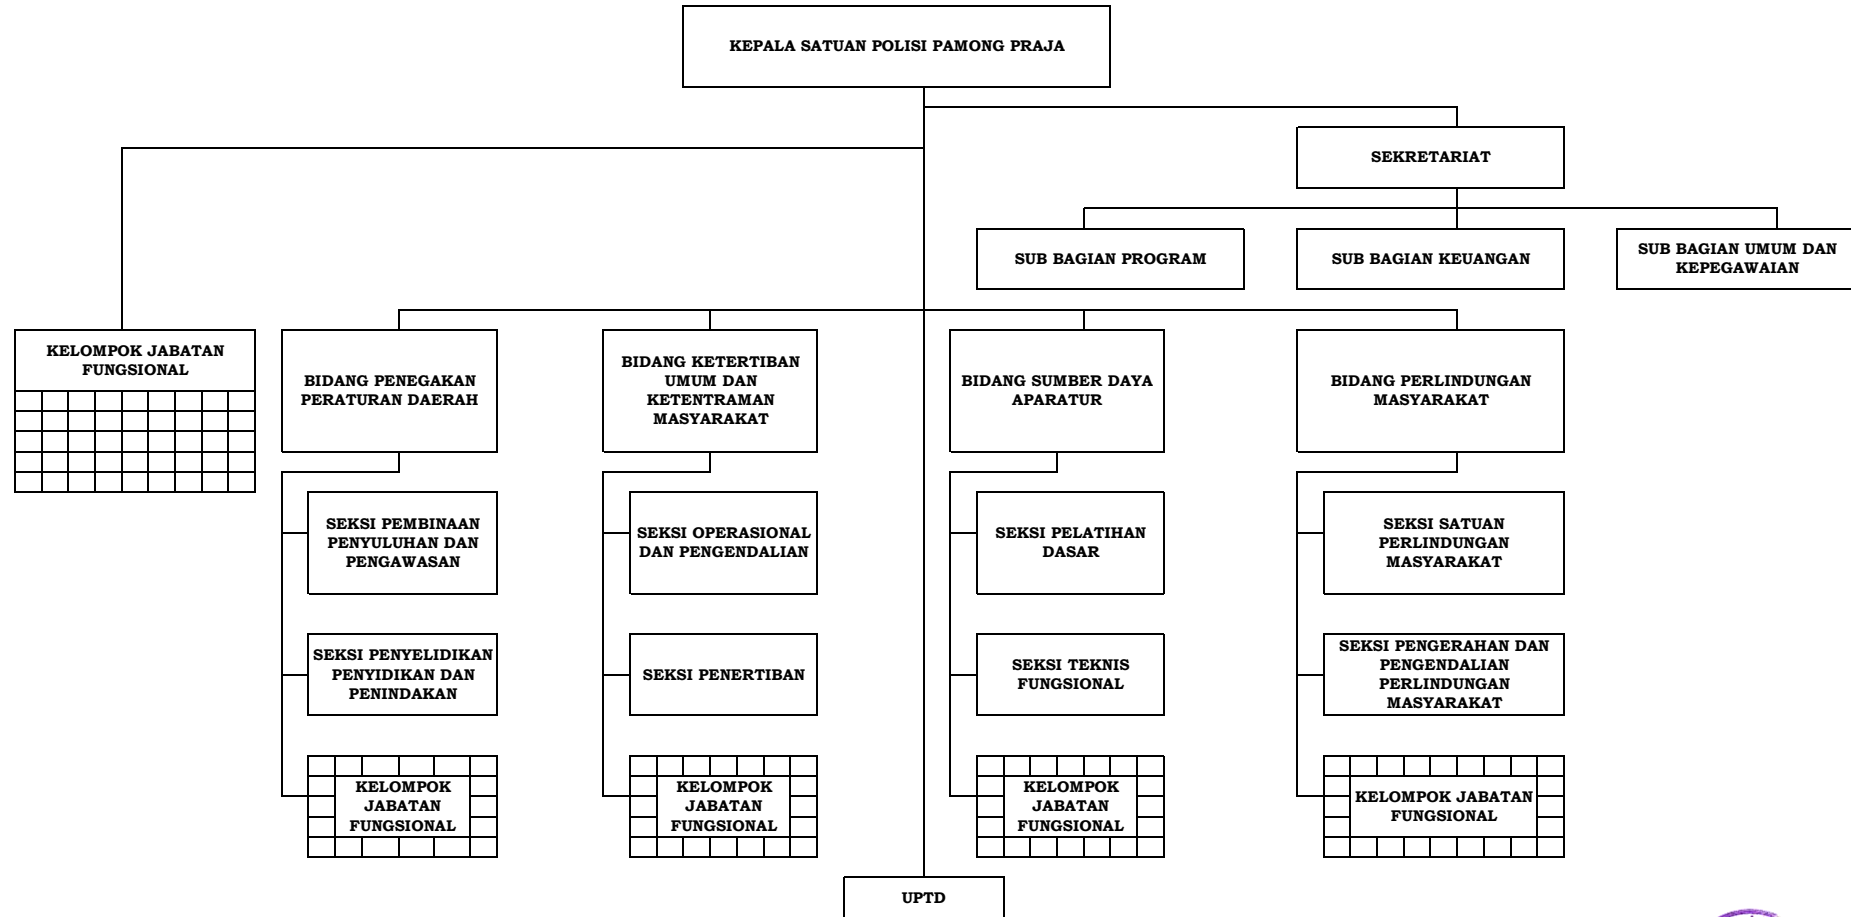 KEPALA SATUAN POLISI PAMONG PRAJA
SEKRETARIAT
SUB BAGIAN PROGRAM
SUB BAGIAN KEUANGAN
SUB BAGIAN UMUM DAN
KEPEGAWAIAN
KELOMPOK JABATAN
FUNGSIONAL
BIDANG PENEGAKAN
PERATURAN DAERAH
BIDANG KETERTIBAN
UMUM DAN
KETENTRAMAN
MASYARAKAT
BIDANG SUMBER DAYA
APARATUR
BIDANG PERLINDUNGAN
MASYARAKAT
SEKSI PEMBINAAN
PENYULUHAN DAN
PENGAWASAN
SEKSI OPERASIONAL
DAN PENGENDALIAN
SEKSI PELATIHAN
DASAR
SEKSI SATUAN
PERLINDUNGAN
MASYARAKAT
SEKSI PENYELIDIKAN
PENYIDIKAN DAN
PENINDAKAN
SEKSI PENERTIBAN
SEKSI TEKNIS
FUNGSIONAL
SEKSI PENGERAHAN DAN
PENGENDALIAN
PERLINDUNGAN
MASYARAKAT
KELOMPOK
JABATAN
FUNGSIONAL
KELOMPOK
JABATAN
FUNGSIONAL
KELOMPOK
JABATAN
FUNGSIONAL
KELOMPOK JABATAN
FUNGSIONAL
UPTD